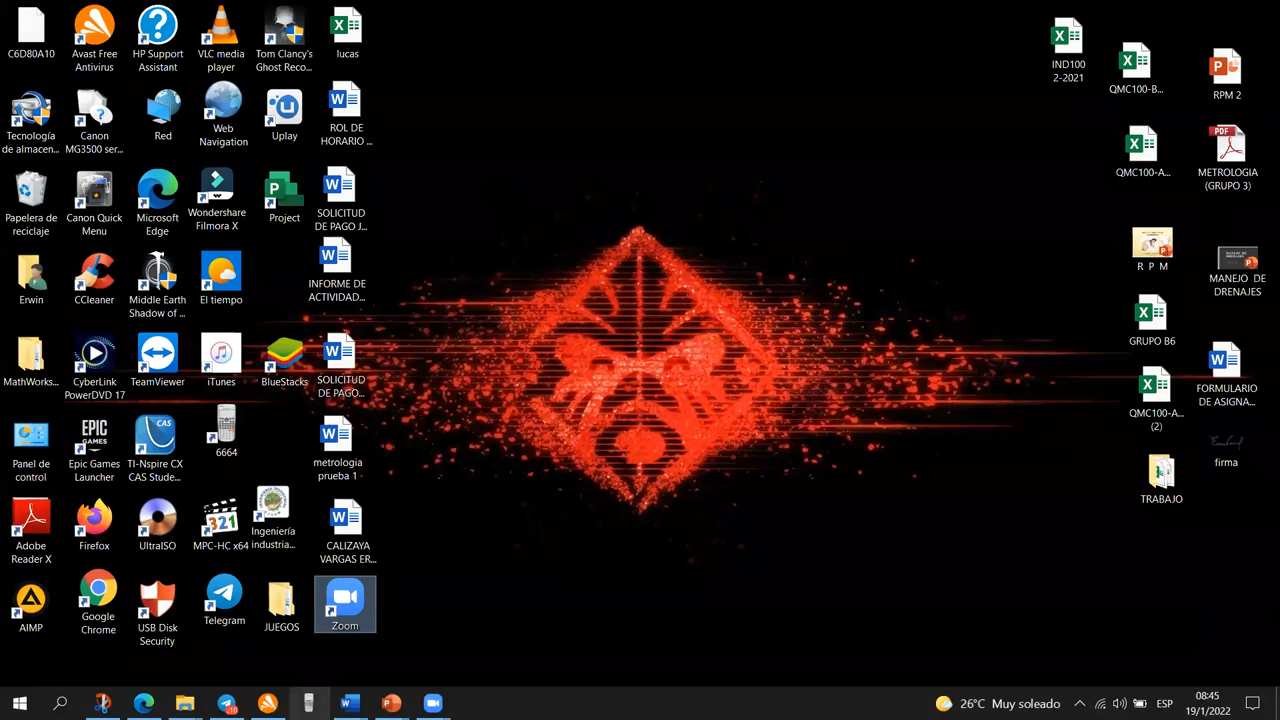 C6D80A10
Avast Free
Antivirus
HP Support
Assistant
VLC media
player
Tom Clancy's
Ghost Reco...
lucas
Tecnología
de almacen...
Canon
MG3500 ser...
Red
Web
Navigation
Uplay
ROL DE
HORARIO ...
Papelera de
reciclaje
Canon Quick
Menu
Microsoft
Edge
Wondershare
Filmora X
Project
SOLICITUD
DE PAGO J...
Erwin
CCleaner
Middle Earth
Shadow of ...
El tiempo
INFORME DE
ACTIVIDAD...
MathWorks...
CyberLink
PowerDVD 17
TeamViewer
iTunes
BlueStacks
SOLICITUD
DE PAGO...
Panel de
control
EPIC
GAMES
Epic Games
Launcher
CAS
TI-Nspire CX
CAS Stude...
6664
metrologia
prueba 1
Adobe
Reader X
Firefox
UltraISO
321
MPC-HC x64
Ingeniería
industria...
CALIZAYA
VARGAS ER...
AIMP
Google
Chrome
USB Disk
Security
Telegram
JUEGOS
Zoom
IND100
2-2021
QMC100-B...
RPM 2
QMC100-A...
PDF
METROLOGIA
(GRUPO 3)
R P M
MANEJO DE
DRENAJES
GRUPO B6
QMC100-A...
(2)
FORMULARIO
DE ASIGNA...
firma
TRABAJO
26°C Muy soleado
ESP
08:45
19/1/2022